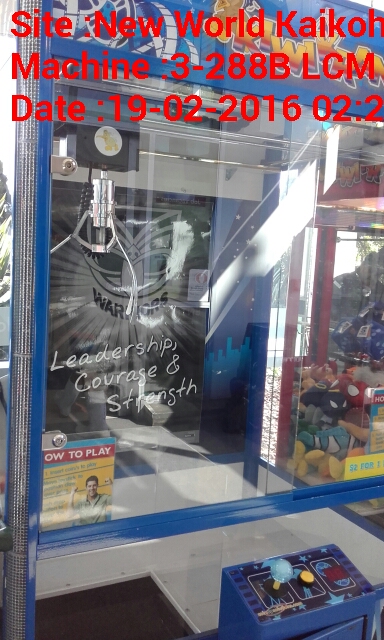 Site :New World Kaikoh
Machine :3-288B LCM
Date :19-02-2016 02:2
WARRIORS
Leadership,
Courage &
Strength
OW TO PLAY